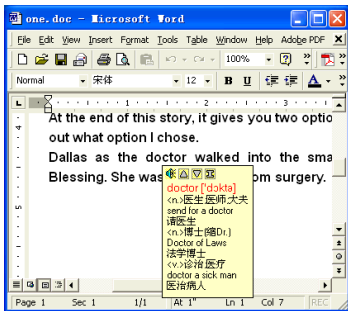 one.doc - Microsoft Word
File Edit View Insert Format Tools Table Window Help Adobe PDF
100%
Normal 宋体 12 B U A
1 2 3
At the end of this story, it gives you two optio
out what option I chose.
Dallas as the doctor walked into the sma
Blessing. She was om surgery.
doctor ['dɔktə]
<n.>医生医师,大夫
send for a doctor
请医生
<n.>博士(缩Dr.)
Doctor of Laws
法学博士
<v.>诊治,医疗
doctor a sick man
医治病人
Page 1 Sec 1 1/1 At 1" Ln 1 Col 7 REC